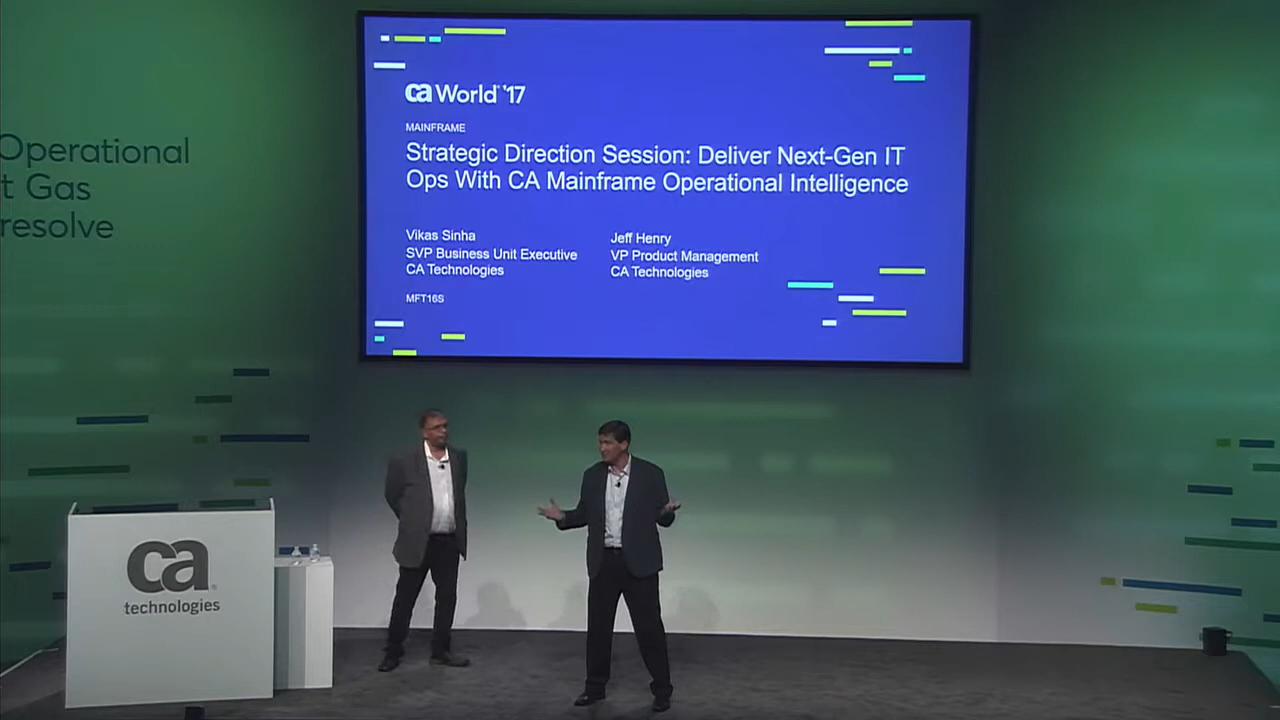 Operational
t Gas
resolve
ca World '17
MAINFRAME
Strategic Direction Session: Deliver Next-Gen IT
Ops With CA Mainframe Operational Intelligence
Vikas Sinha
SVP Business Unit Executive
CA Technologies
Jeff Henry
VP Product Management
CA Technologies
MFT16S
ca
technologies